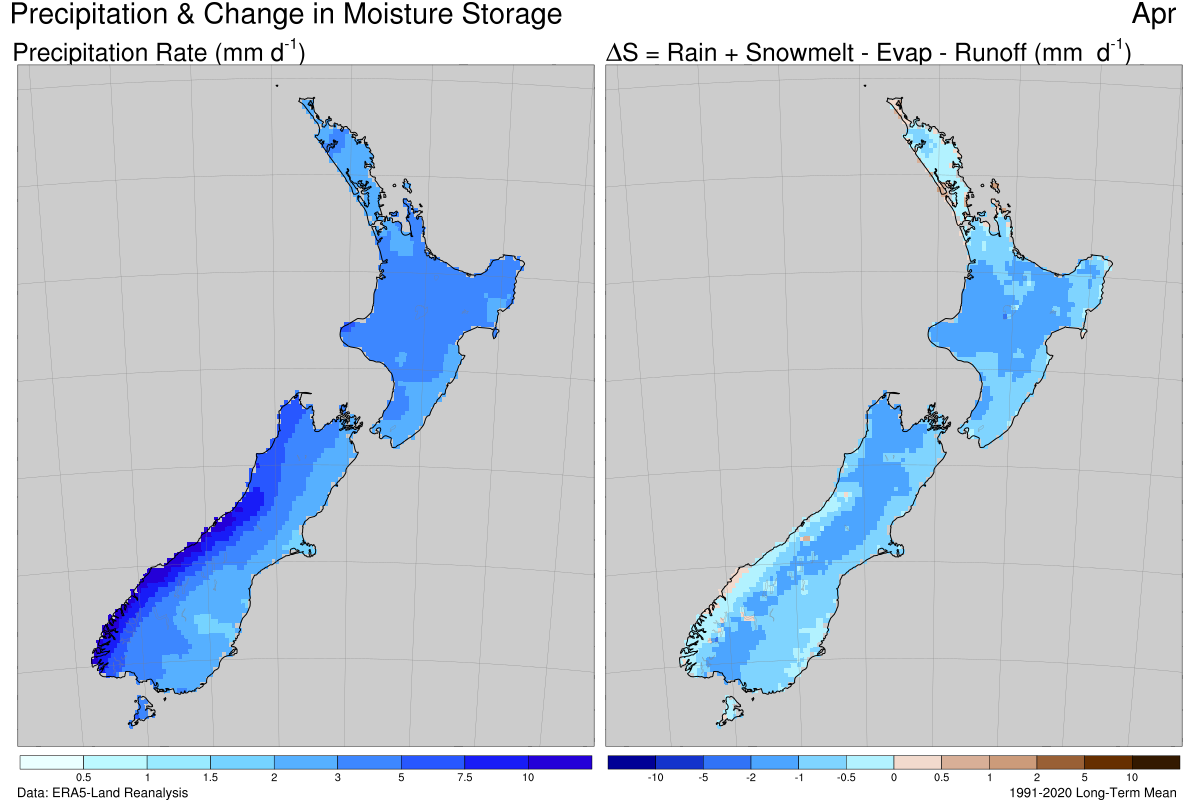 Precipitation & Change in Moisture Storage Apr
Precipitation Rate (mm d⁻¹)
ΔS = Rain + Snowmelt - Evap - Runoff (mm d⁻¹)
0.5 1 1.5 2 3 5 7.5 10
-10 -5 -2 -1 -0.5 0 0.5 1 2 5 10
Data: ERA5-Land Reanalysis
1991-2020 Long-Term Mean